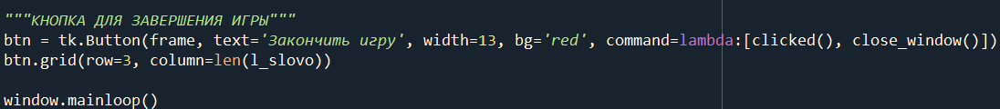 """КНОПКА ДЛЯ ЗАВЕРШЕНИЯ ИГРЫ"""
btn = tk.Button(frame, text='Закончить игру', width=13, bg='red', command=lambda:[clicked(), close_window()])
btn.grid(row=3, column=len(l_slovo))
window.mainloop()